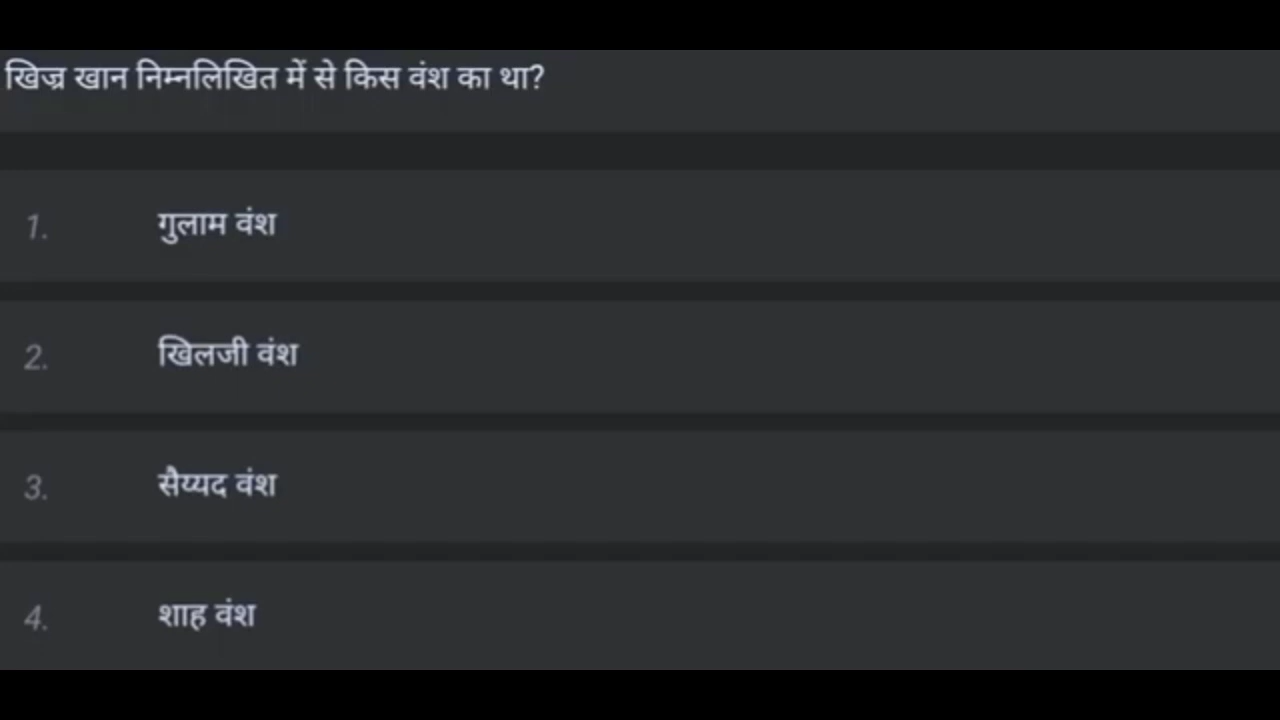 खिज्र खान निम्नलिखित में से किस वंश का था?
1. गुलाम वंश
2. खिलजी वंश
3. सैय्यद वंश
4. शाह वंश